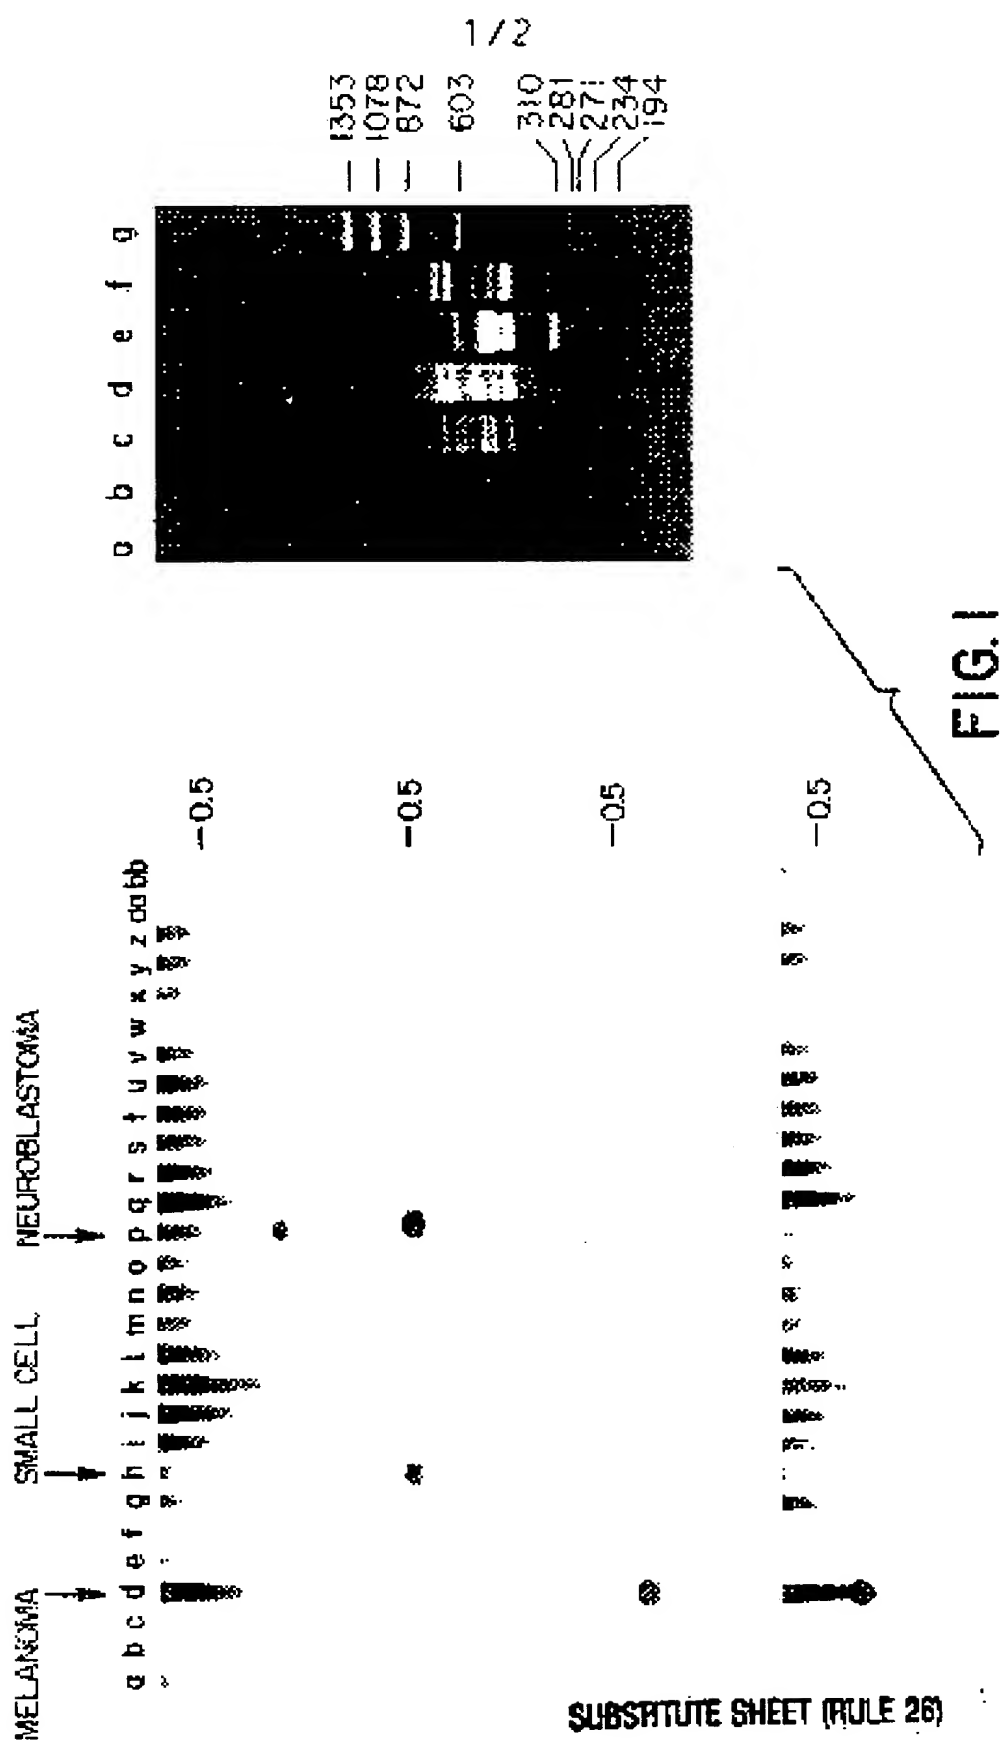 1/2
MELANOMA
SMALL CELL
NEUROBLASTOMA
a b c d e f g h i j k l m n o p q r s t u v w x y z aa bb
-0.5
-0.5
-0.5
-0.5
a b c d e f g
1353
1078
872
603
310
281
271
234
194
FIG. 1
SUBSTITUTE SHEET (RULE 26)